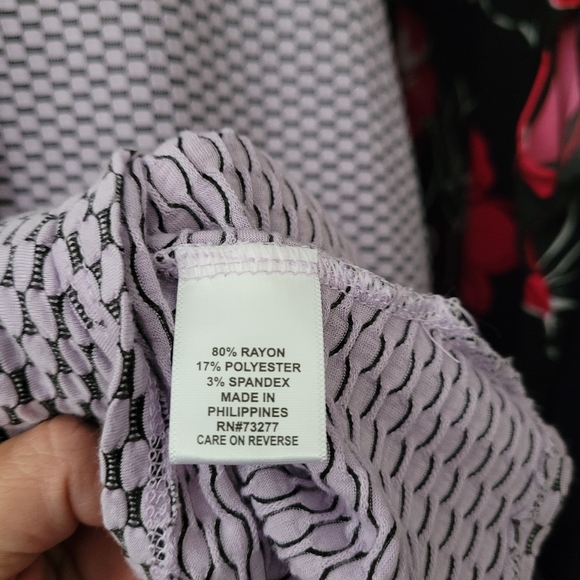 80% RAYON
17% POLYESTER
3% SPANDEX
MADE IN
PHILIPPINES
RN#73277
CARE ON REVERSE